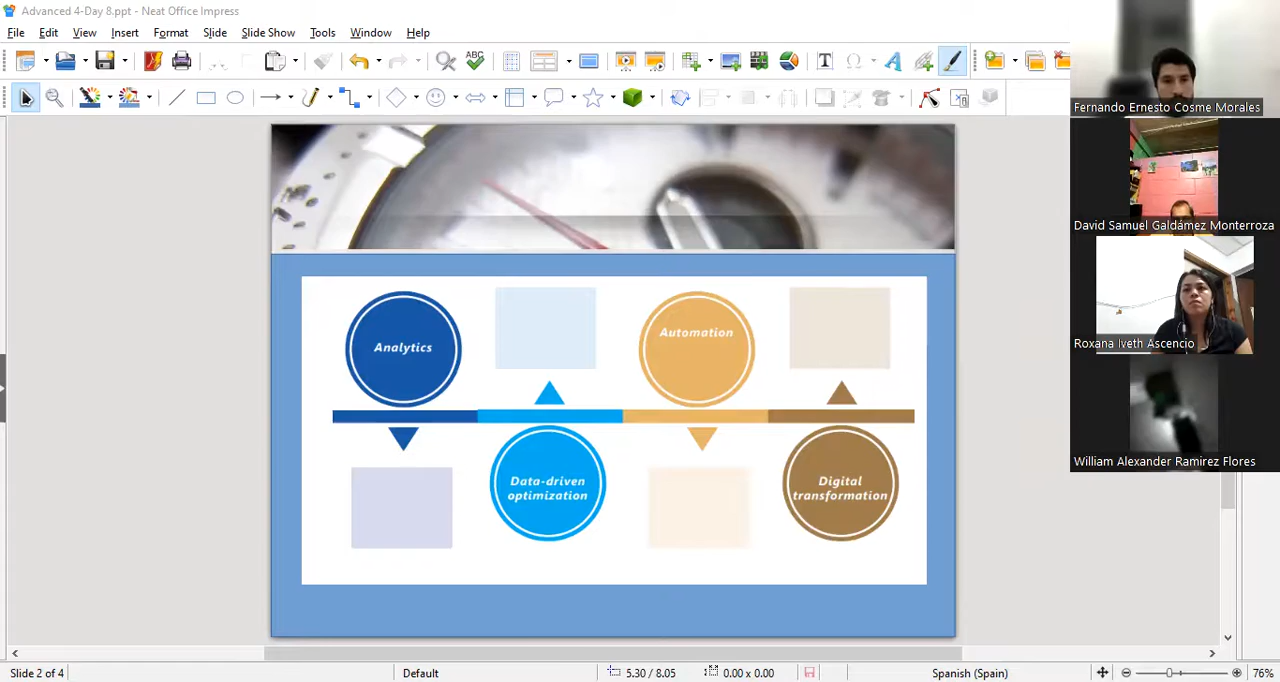 Advanced 4-Day 8.ppt - Neat Office Impress
File Edit View Insert Format Slide Slide Show Tools Window Help
Analytics
Automation
Data-driven
optimization
Digital
transformation
Fernando Ernesto Cosme Morales
David Samuel Galdámez Monterroza
Roxana Iveth Ascencio
William Alexander Ramirez Flores
Slide 2 of 4
Default
5.30 / 8.05
0.00 x 0.00
Spanish (Spain)
76%